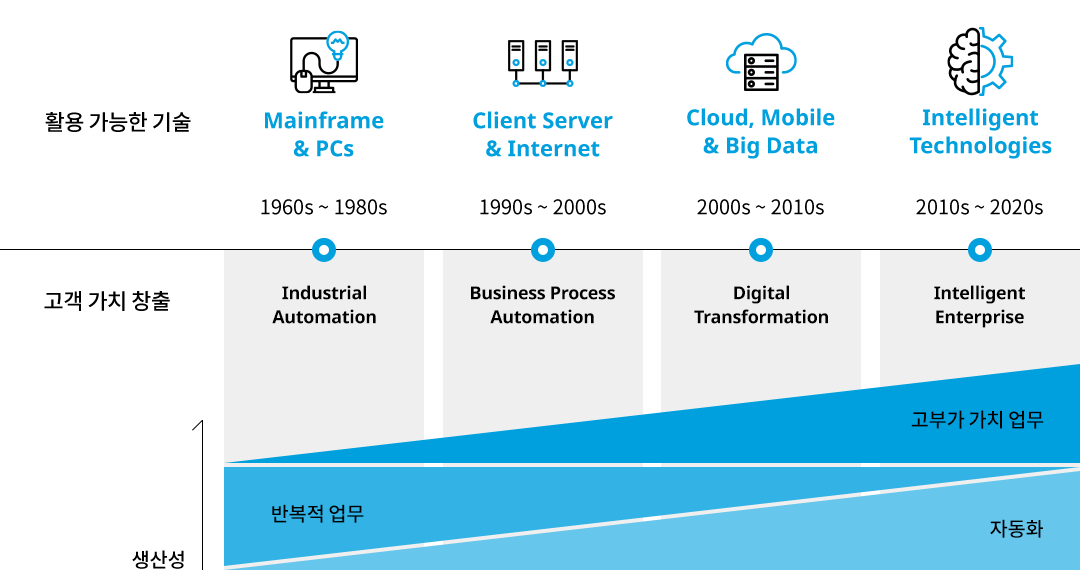 활용 가능한 기술
Mainframe
& PCs
Client Server
& Internet
Cloud, Mobile
& Big Data
Intelligent
Technologies
1960s ~ 1980s
1990s ~ 2000s
2000s ~ 2010s
2010s ~ 2020s
고객 가치 창출
Industrial
Automation
Business Process
Automation
Digital
Transformation
Intelligent
Enterprise
고부가 가치 업무
반복적 업무
자동화
생산성